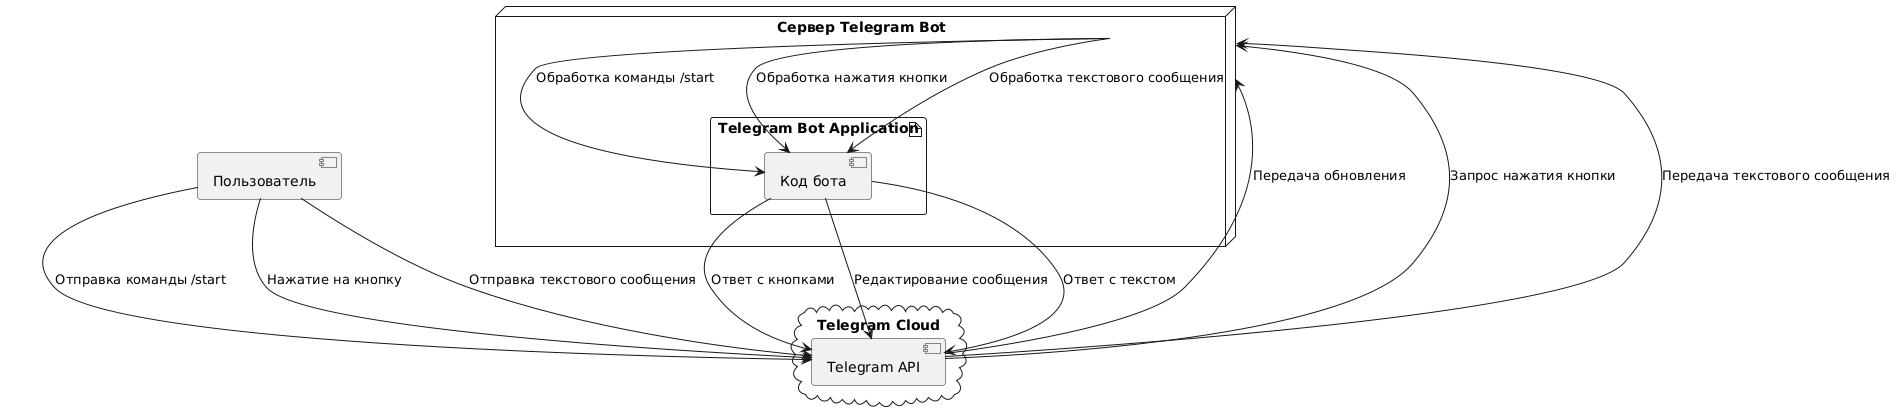 Сервер Telegram Bot
Обработка команды /start
Обработка нажатия кнопки
Обработка текстового сообщения
Telegram Bot Application
Пользователь
Код бота
Передача обновления
Запрос нажатия кнопки
Передача текстового сообщения
Отправка команды /start
Нажатие на кнопку
Отправка текстового сообщения
Ответ с кнопками
Редактирование сообщения
Ответ с текстом
Telegram Cloud
Telegram API